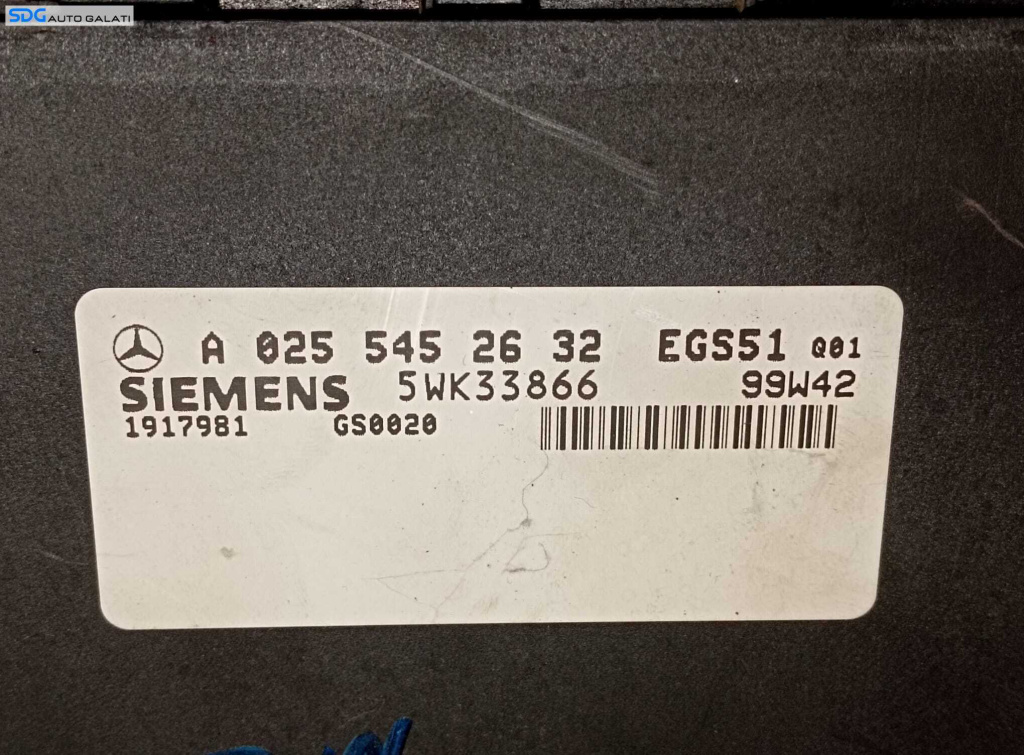 SDG AUTO GALATI
A 025 545 26 32 EGS51 Q01
SIEMENS 5WK33866 99W42
1917981 GS0020